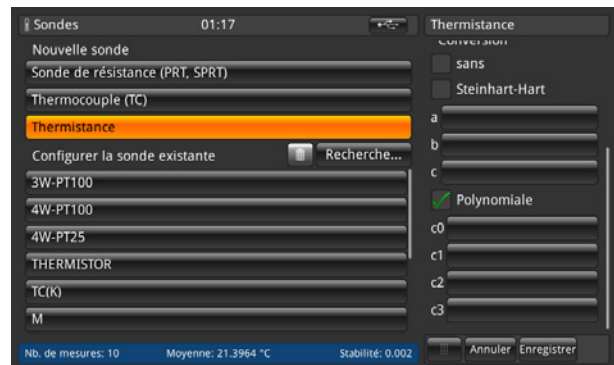 Sondes 01:17
Nouvelle sonde
Sonde de résistance (PRT, SPRT)
Thermocouple (TC)
Thermistance
Configurer la sonde existante Recherche...
3W-PT100
4W-PT100
4W-PT25
THERMISTOR
TC(K)
M
Nb. de mesures: 10 Moyenne: 21.3964 °C Stabilité: 0.002
Thermistance
Conversion
sans
Steinhart-Hart
a
b
c
Polynomiale
c0
c1
c2
c3
Annuler Enregistrer